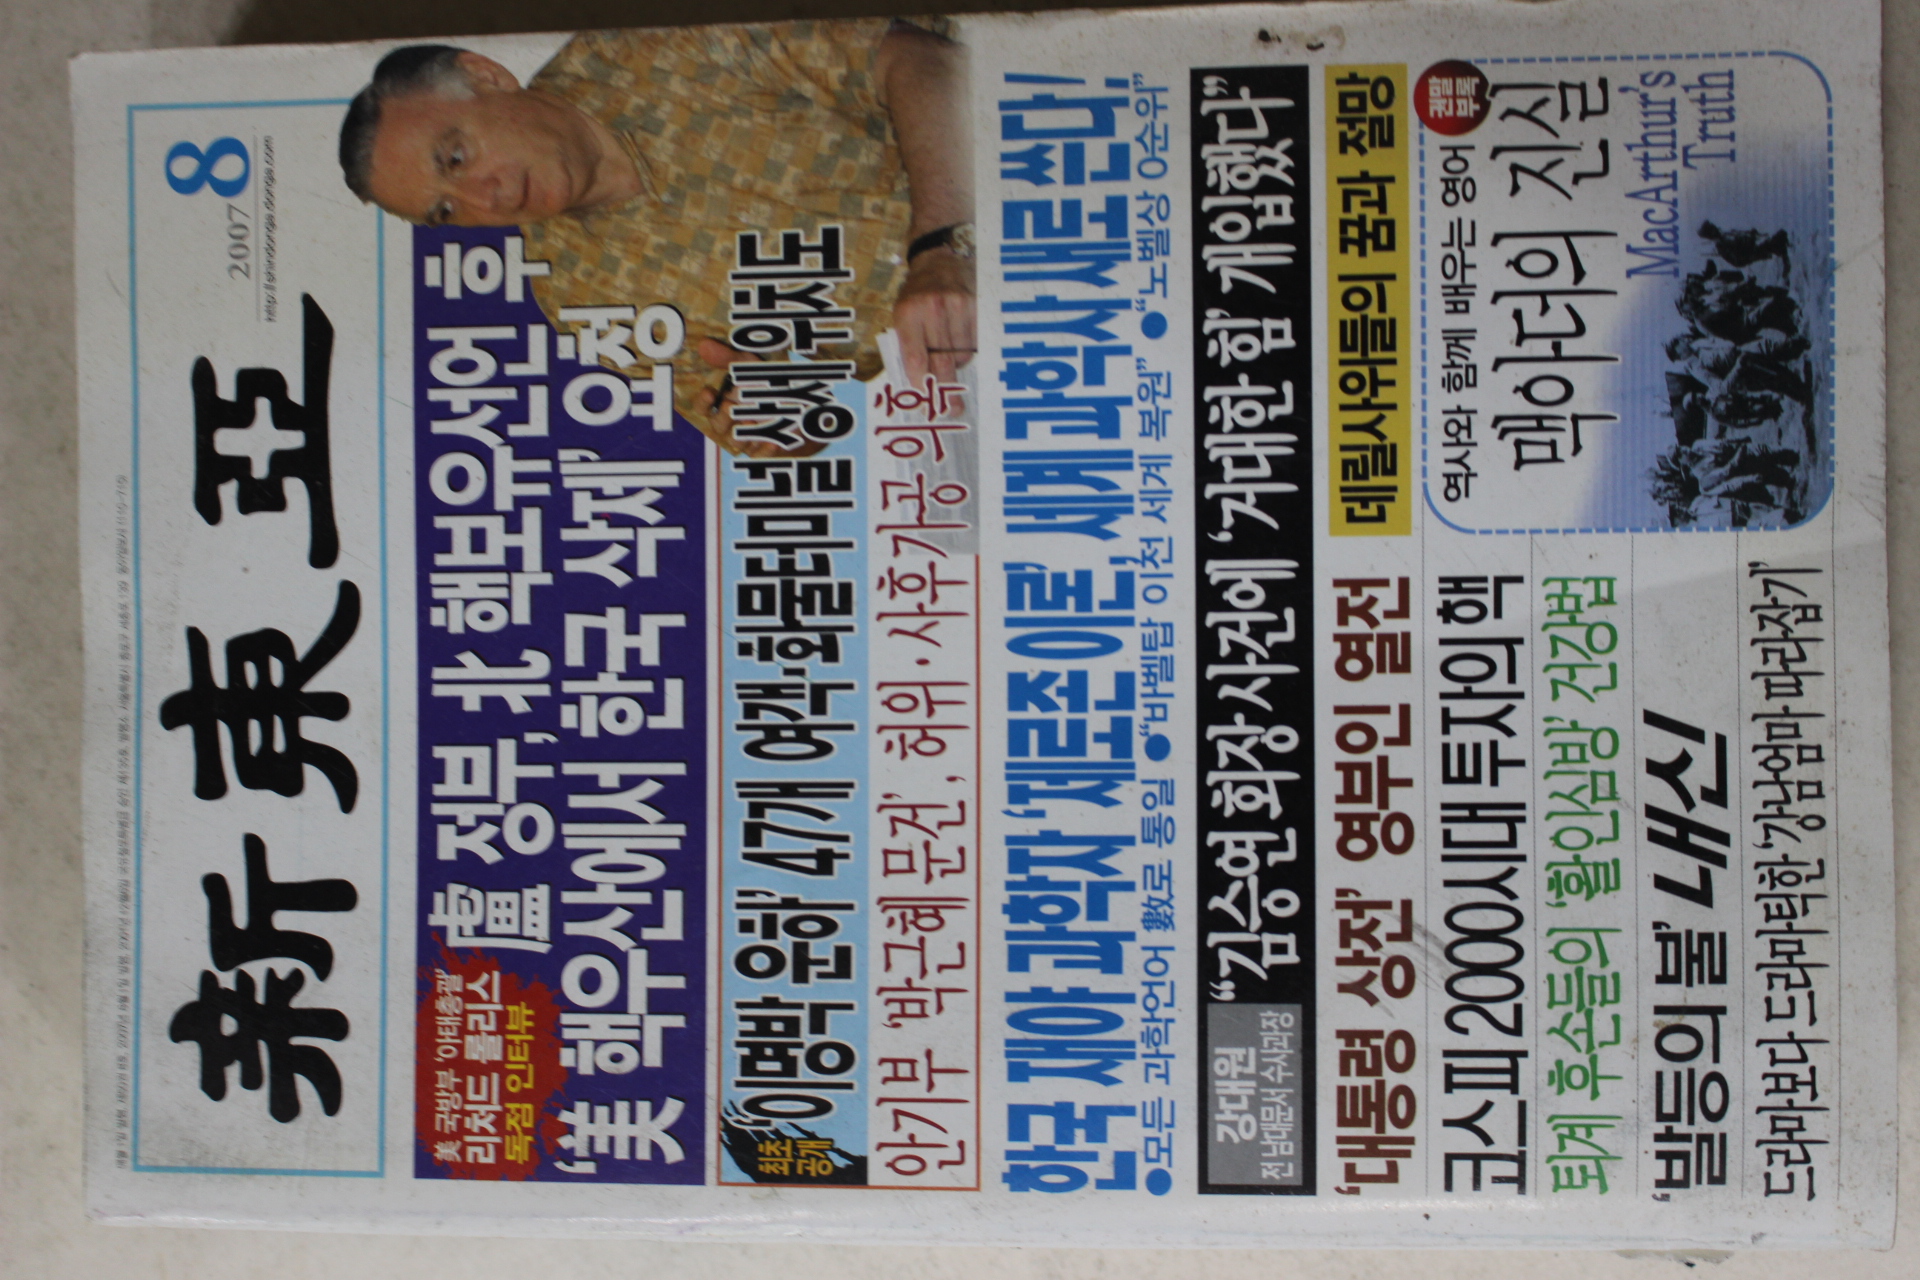 新東亞
2007 8
http://shindonga.donga.com
美 국방부 '아태총괄'
리처드 롤리스
독점 인터뷰
盧 정부, 北 핵보유선언 후
'美 핵우산에서 한국 삭제' 요청
최초
공개
'이명박 운하' 47개 여객·화물터미널 상세 위치도
안기부 '박근혜 문건', 허위·사후가공 의혹
한국 재야 과학자 '제로존 이론', 세계 과학사 새로 쓴다!
●모든 과학언어 數로 통일 ●"바벨탑 이전 세계 복원" ●"노벨상 0순위"
강대원
전 남대문서 수사과장
"김승연 회장 사건에 '거대한 힘' 개입했다"
'대통령 상전' 영부인 열전
데릴사위들의 꿈과 절망
코스피 2000시대 투자의 핵
퇴계 후손들의 '활인심방' 건강법
'발등의 불' 내신
드라마보다 드라마틱한 '강남엄마 따라잡기'
권말
부록
역사와 함께 배우는 영어
맥아더의 진실
MacArthur's
Truth